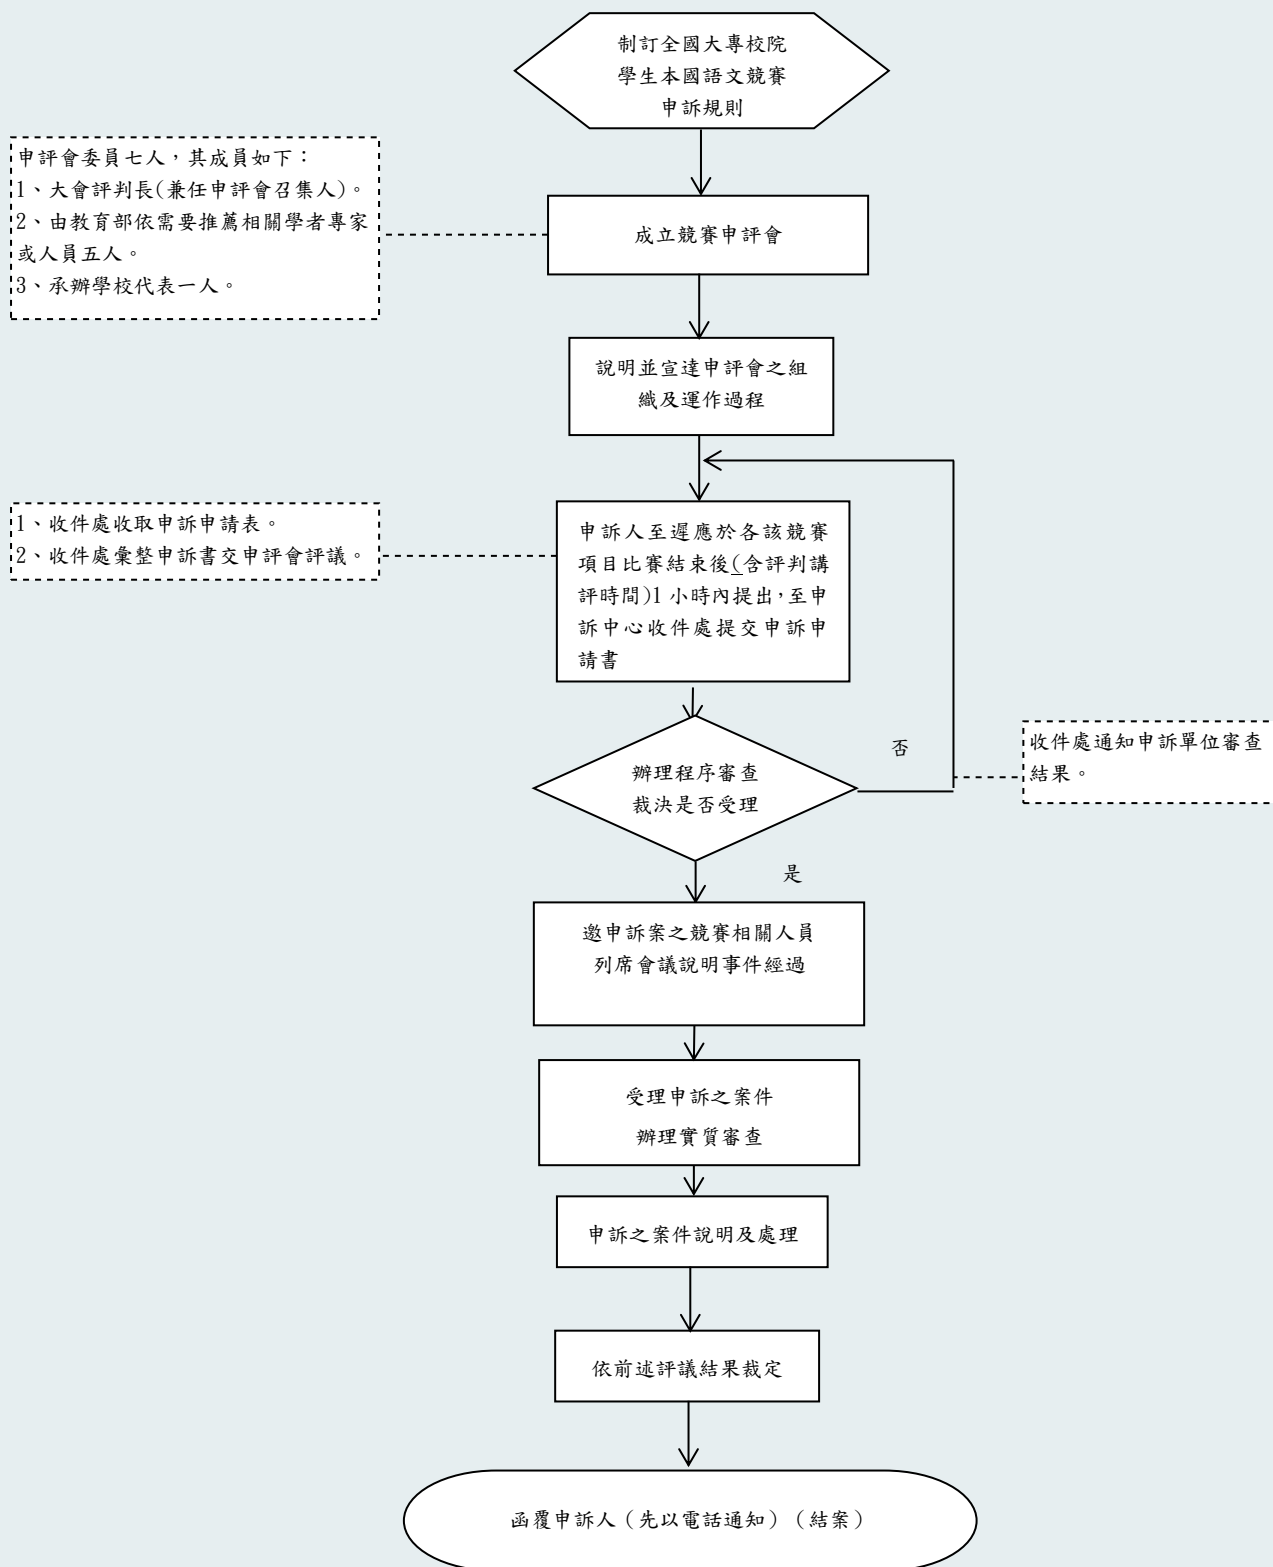 制訂全國大專校院
學生本國語文競賽
申訴規則
申評會委員七人，其成員如下：
1、大會評判長(兼任申評會召集人)。
2、由教育部依需要推薦相關學者專家
或人員五人。
3、承辦學校代表一人。
成立競賽申評會
說明並宣達申評會之組
織及運作過程
1、收件處收取申訴申請表。
2、收件處彙整申訴書交申評會評議。
申訴人至遲應於各該競賽
項目比賽結束後(含評判講
評時間)1 小時內提出,至申
訴中心收件處提交申訴申
請書
否
收件處通知申訴單位審查
結果。
辦理程序審查
裁決是否受理
是
邀申訴案之競賽相關人員
列席會議說明事件經過
受理申訴之案件
辦理實質審查
申訴之案件說明及處理
依前述評議結果裁定
函覆申訴人（先以電話通知）（結案）